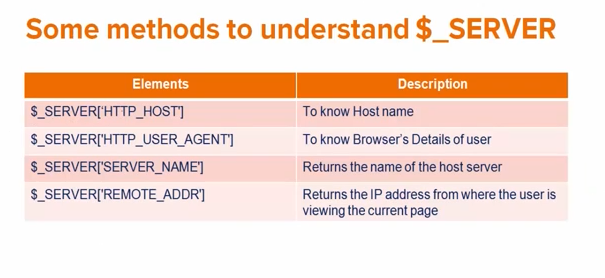 Some methods to understand $_SERVER
Elements Description
$_SERVER['HTTP_HOST'] To know Host name
$_SERVER['HTTP_USER_AGENT'] To know Browser's Details of user
$_SERVER['SERVER_NAME'] Returns the name of the host server
$_SERVER['REMOTE_ADDR'] Returns the IP address from where the user is
viewing the current page